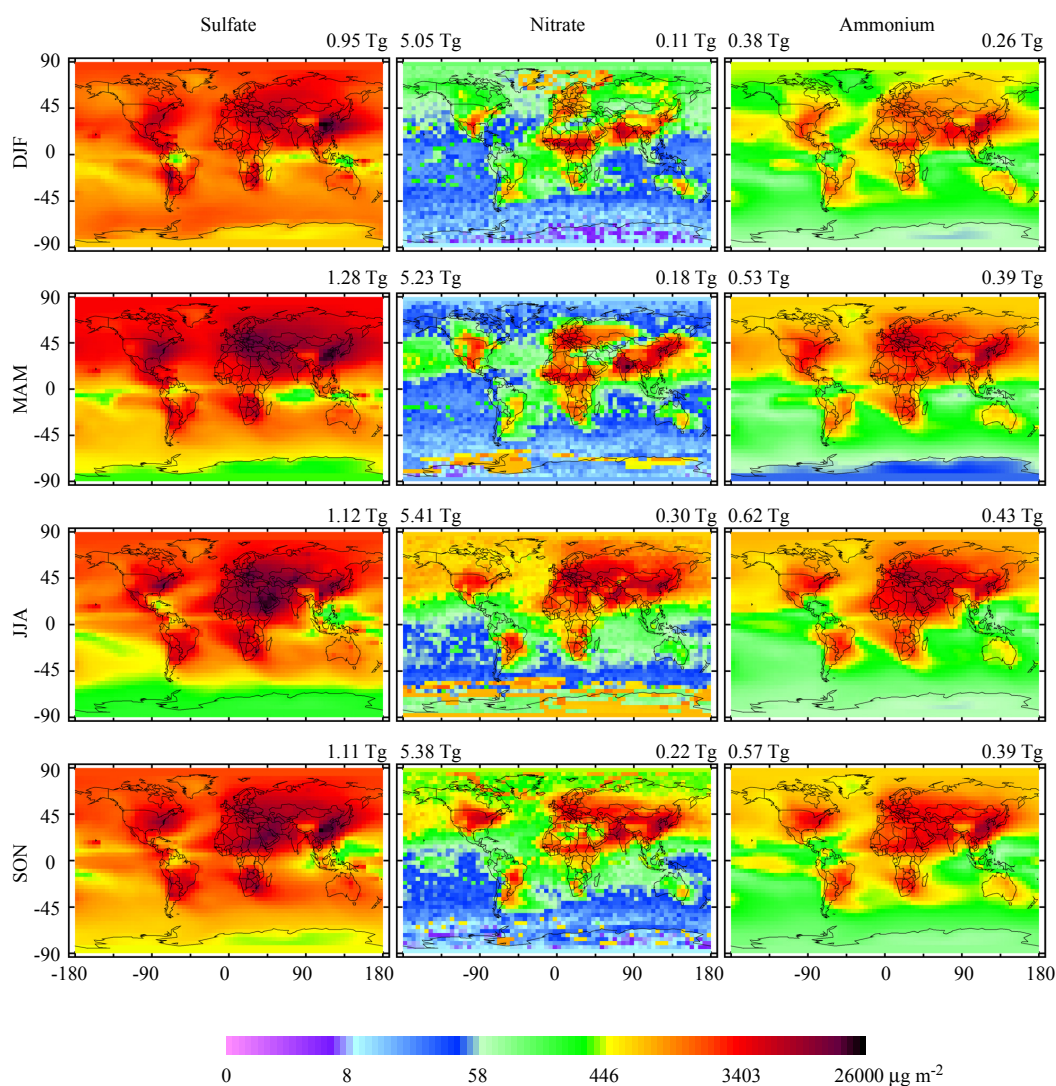 Sulfate Nitrate Ammonium
0.95 Tg 5.05 Tg 0.11 Tg 0.38 Tg 0.26 Tg
90
45
0
-45
-90
DJF
1.28 Tg 5.23 Tg 0.18 Tg 0.53 Tg 0.39 Tg
90
45
0
-45
-90
MAM
1.12 Tg 5.41 Tg 0.30 Tg 0.62 Tg 0.43 Tg
90
45
0
-45
-90
JJA
1.11 Tg 5.38 Tg 0.22 Tg 0.57 Tg 0.39 Tg
90
45
0
-45
-90
SON
-180 -90 0 90 180 -90 0 90 180 -90 0 90 180
0 8 58 446 3403 26000 µg m-2